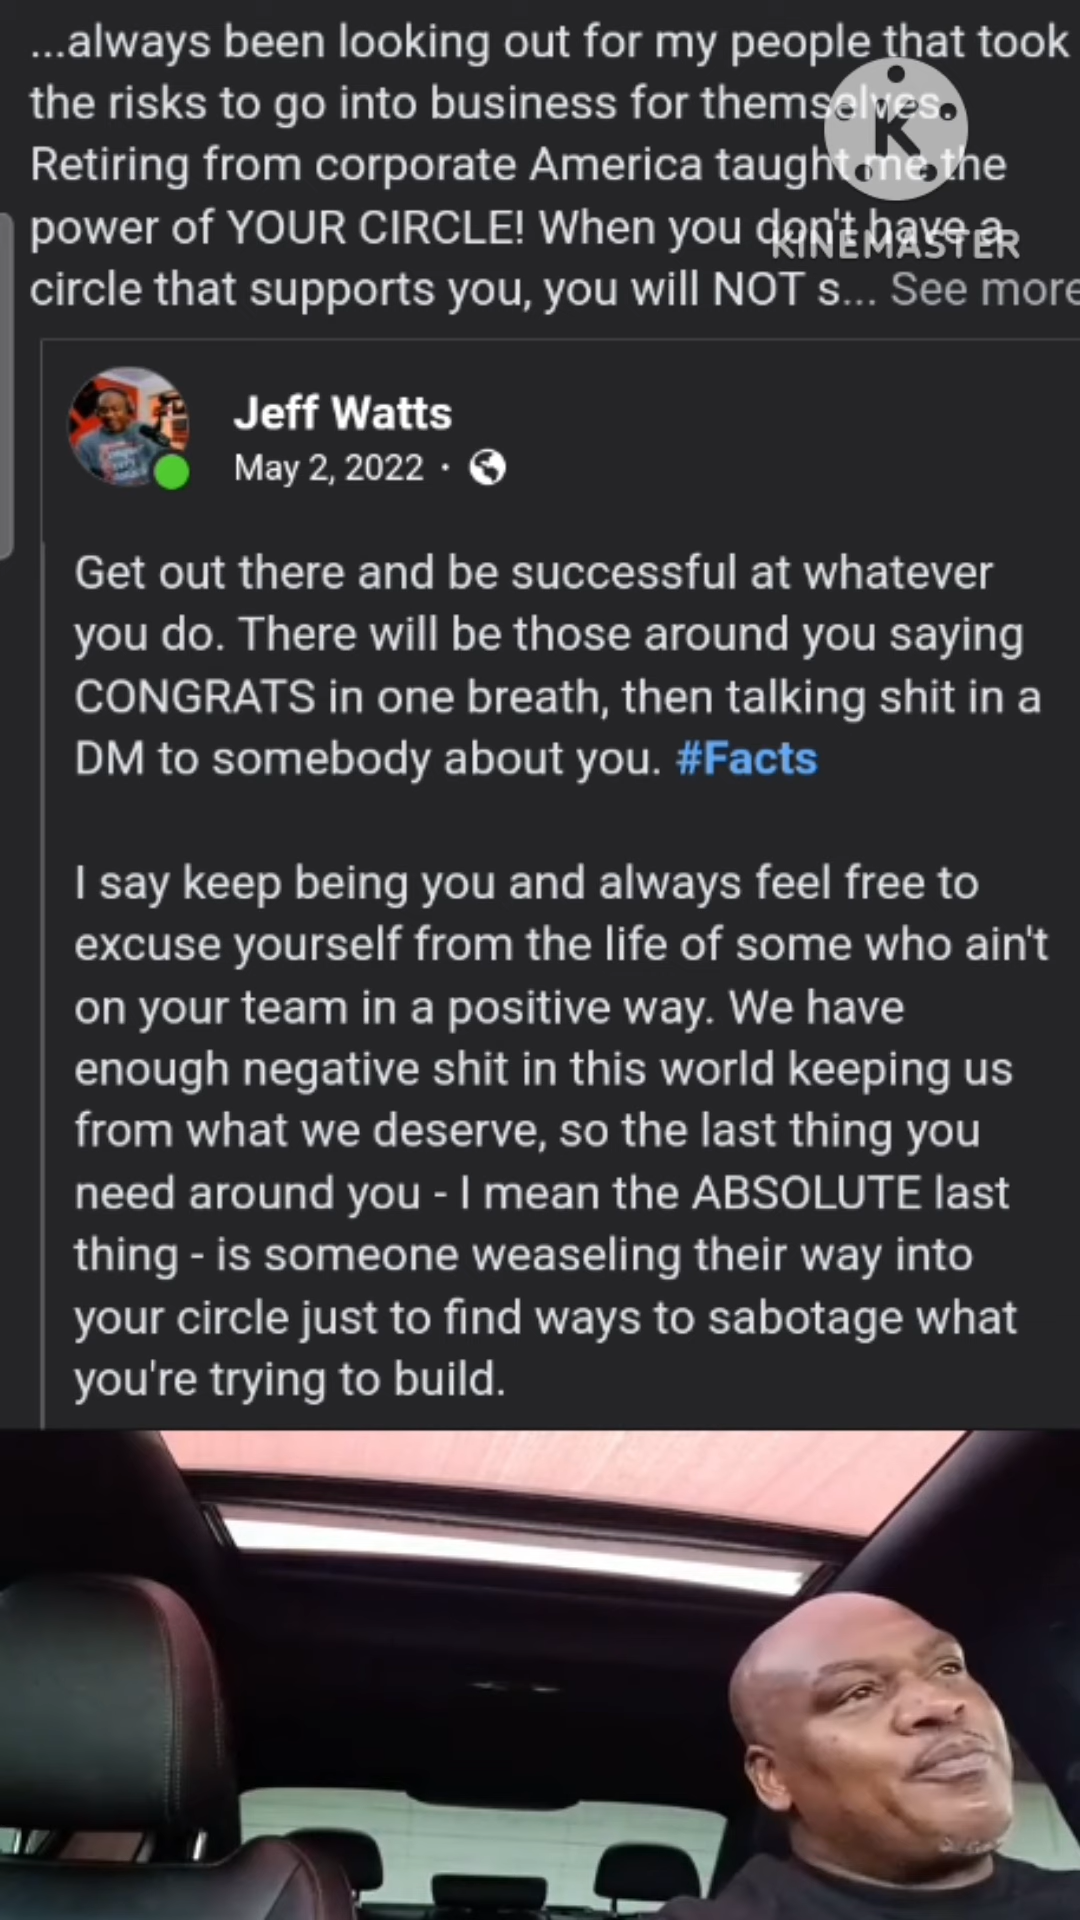 ...always been looking out for my people that took
the risks to go into business for themselves.
Retiring from corporate America taught me the
power of YOUR CIRCLE! When you don't have a
circle that supports you, you will NOT s... See more
K
KINEMASTER
Jeff Watts
May 2, 2022 ·
Get out there and be successful at whatever
you do. There will be those around you saying
CONGRATS in one breath, then talking shit in a
DM to somebody about you. #Facts
I say keep being you and always feel free to
excuse yourself from the life of some who ain't
on your team in a positive way. We have
enough negative shit in this world keeping us
from what we deserve, so the last thing you
need around you - I mean the ABSOLUTE last
thing - is someone weaseling their way into
your circle just to find ways to sabotage what
you're trying to build.